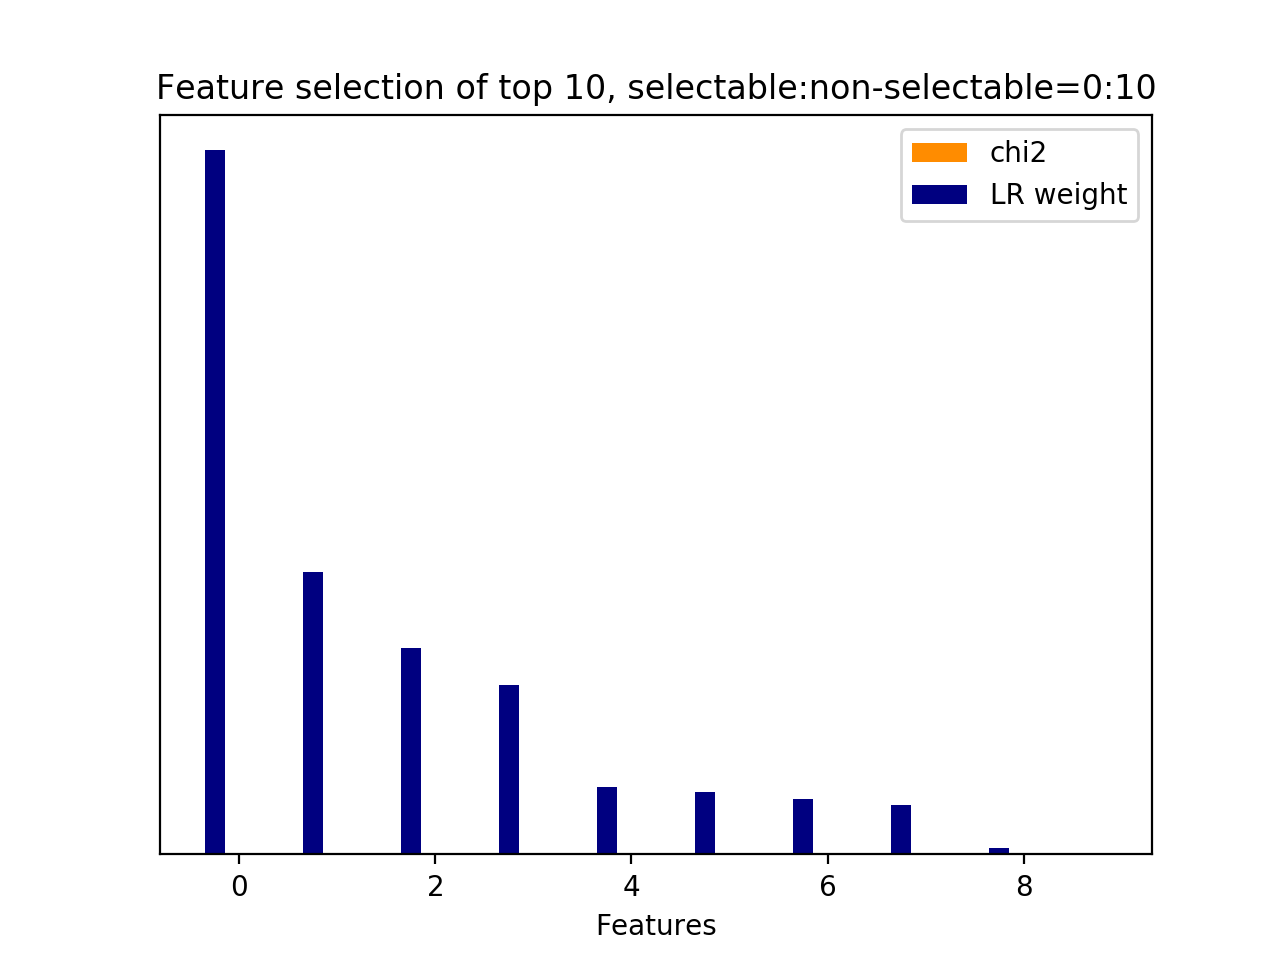 Feature selection of top 10, selectable:non-selectable=0:10
chi2
LR weight
0 2 4 6 8
Features